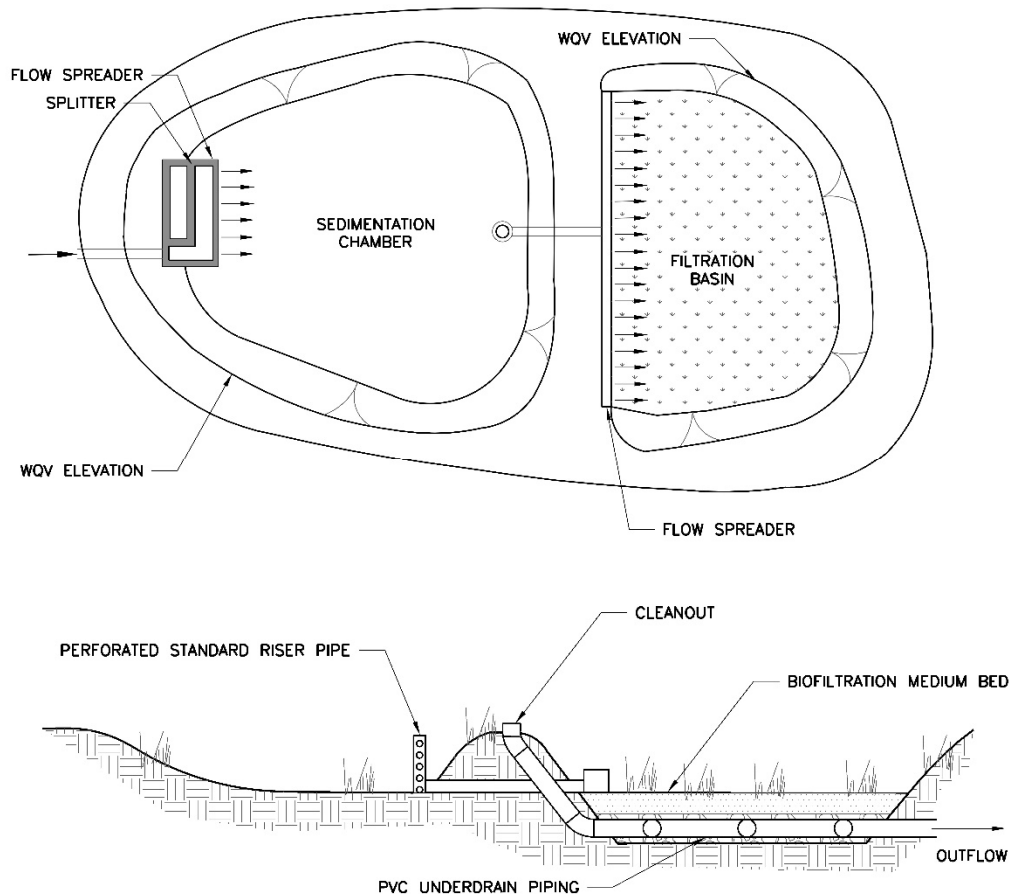 WQV ELEVATION
FLOW SPREADER
SPLITTER
SEDIMENTATION
CHAMBER
FILTRATION
BASIN
WQV ELEVATION
FLOW SPREADER
CLEANOUT
PERFORATED STANDARD RISER PIPE
BIOFILTRATION MEDIUM BED
OUTFLOW
PVC UNDERDRAIN PIPING